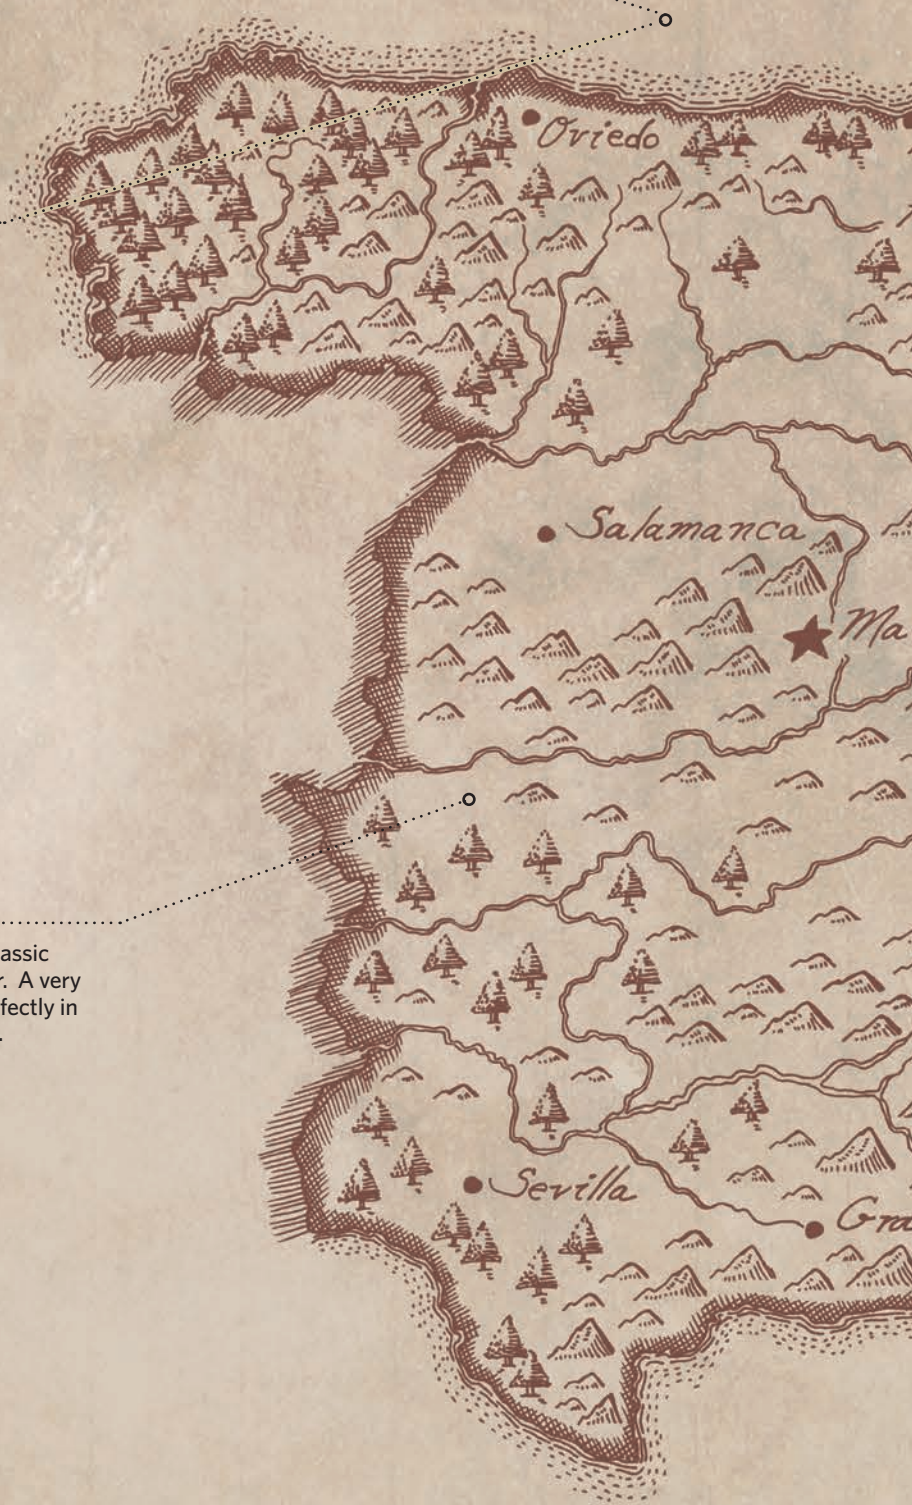 Oviedo
Salamanca
Ma
assic
. A very
fectly in
.
Sevilla
Gra